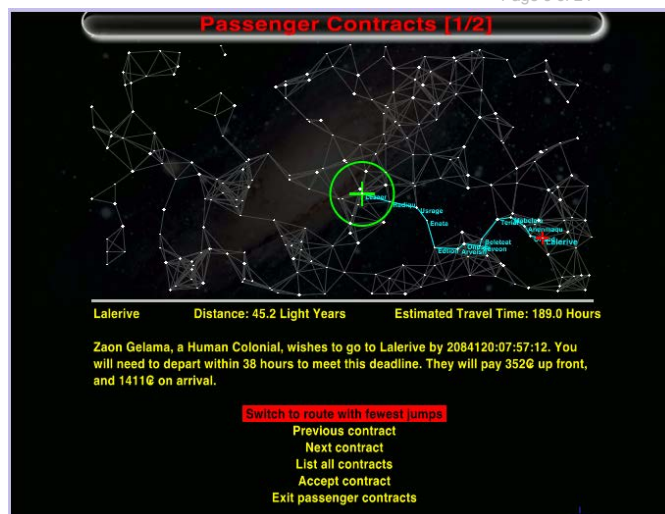 Passenger Contracts [1/2]
Usrage
Enata
Lalerive
Lalerive Distance: 45.2 Light Years Estimated Travel Time: 189.0 Hours
Zaon Gelama, a Human Colonial, wishes to go to Lalerive by 2084120:07:57:12. You
will need to depart within 38 hours to meet this deadline. They will pay 352₢ up front,
and 1411₢ on arrival.
Switch to route with fewest jumps
Previous contract
Next contract
List all contracts
Accept contract
Exit passenger contracts